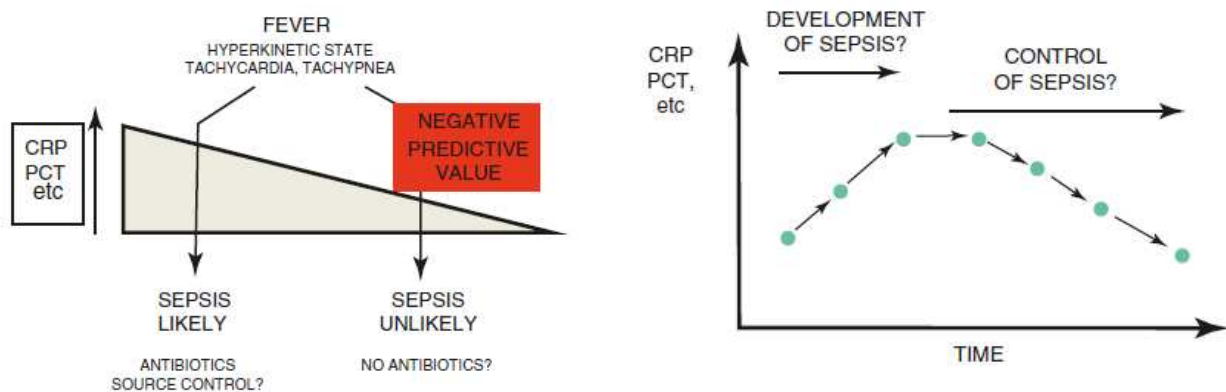 FEVER
HYPERKINETIC STATE
TACHYCARDIA, TACHYPNEA
CRP
PCT
etc
NEGATIVE
PREDICTIVE
VALUE
SEPSIS
LIKELY
SEPSIS
UNLIKELY
ANTIBIOTICS
SOURCE CONTROL?
NO ANTIBIOTICS?
DEVELOPMENT
OF SEPSIS?
CRP
PCT,
etc
CONTROL
OF SEPSIS?
TIME